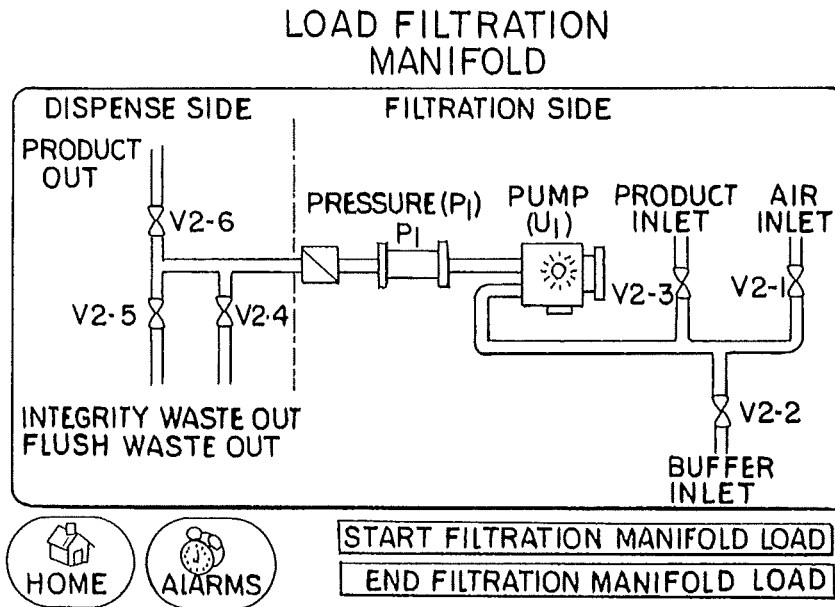 LOAD FILTRATION
MANIFOLD
DISPENSE SIDE
FILTRATION SIDE
PRODUCT
OUT
V2-6
PRESSURE (P1)
P1
PUMP
(U1)
PRODUCT
INLET
AIR
INLET
V2-5
V2-4
V2-3
V2-1
V2-2
INTEGRITY WASTE OUT
FLUSH WASTE OUT
BUFFER
INLET
HOME
ALARMS
START FILTRATION MANIFOLD LOAD
END FILTRATION MANIFOLD LOAD